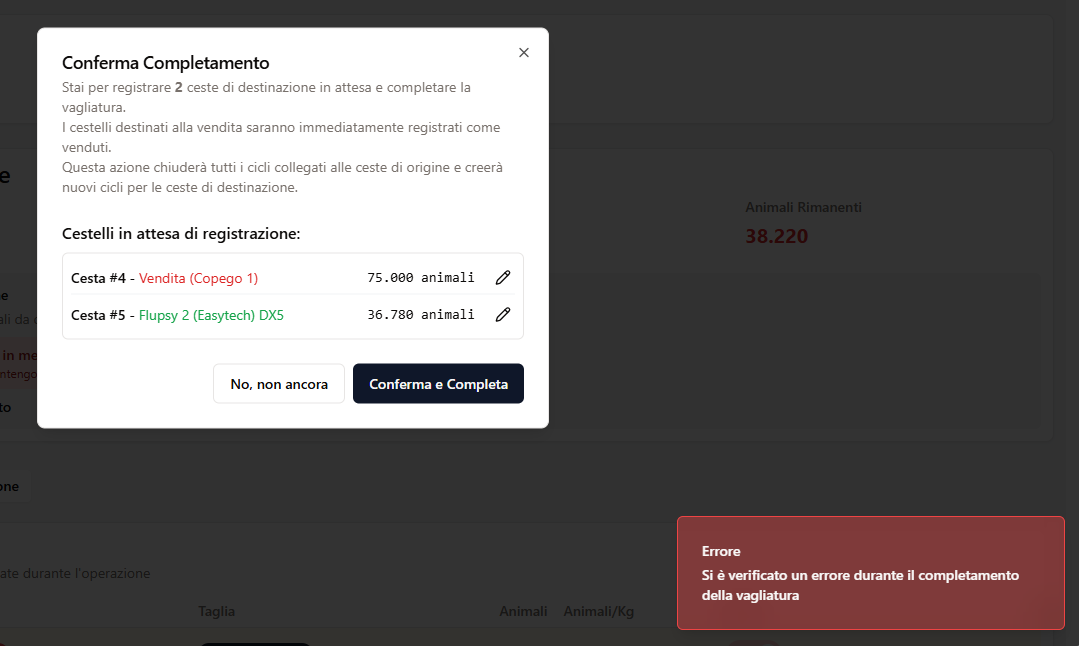 Conferma Completamento
Stai per registrare 2 ceste di destinazione in attesa e completare la
vagliatura.
I cestelli destinati alla vendita saranno immediatamente registrati come
venduti.
Questa azione chiuderà tutti i cicli collegati alle ceste di origine e creerà
nuovi cicli per le ceste di destinazione.
Cestelli in attesa di registrazione:
Cesta #4 - Vendita (Copego 1) 75.000 animali
Cesta #5 - Flupsy 2 (Easytech) DX5 36.780 animali
No, non ancora Conferma e Completa
e
Animali Rimanenti
38.220
e
ali da
in me
ntengo
to
one
Errore
Si è verificato un errore durante il completamento
della vagliatura
ate durante l'operazione
Taglia Animali Animali/Kg